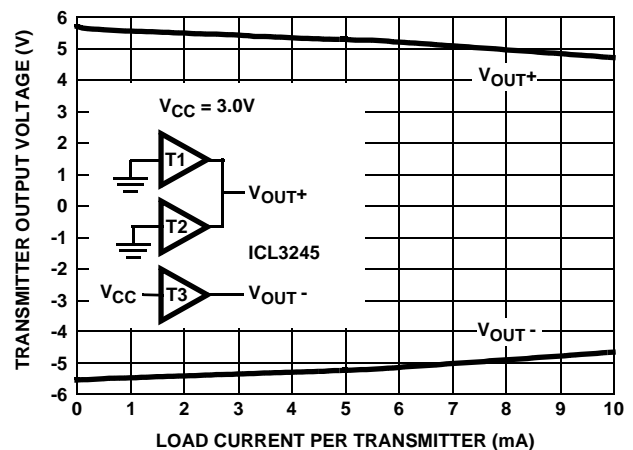 TRANSMITTER OUTPUT VOLTAGE (V)
6
5
4
3
2
1
0
-1
-2
-3
-4
-5
-6
VOUT+
VCC = 3.0V
T1
VOUT+
T2
ICL3245
VCC
T3
VOUT -
VOUT -
0 1 2 3 4 5 6 7 8 9 10
LOAD CURRENT PER TRANSMITTER (mA)